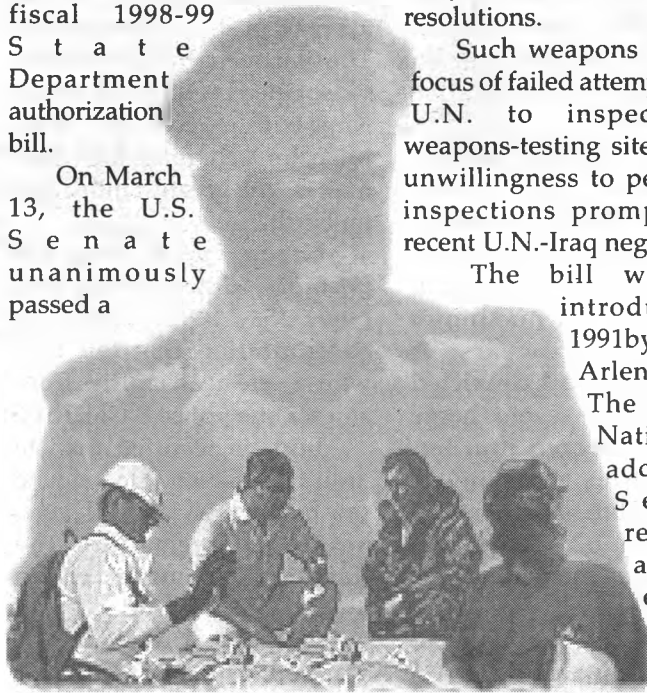 fiscal 1998-99
S t a t e
Department
authorization
bill.
On March
13, the U.S.
S e n a t e
unanimously
passed a
resolutions.
Such weapons
focus of failed attem
U.N. to inspec
weapons-testing site
unwillingness to pe
inspections promp
recent U.N.-Iraq neg
The bill w
introdu
1991by
Arlen
The
Nati
ado
S e
re
a
e